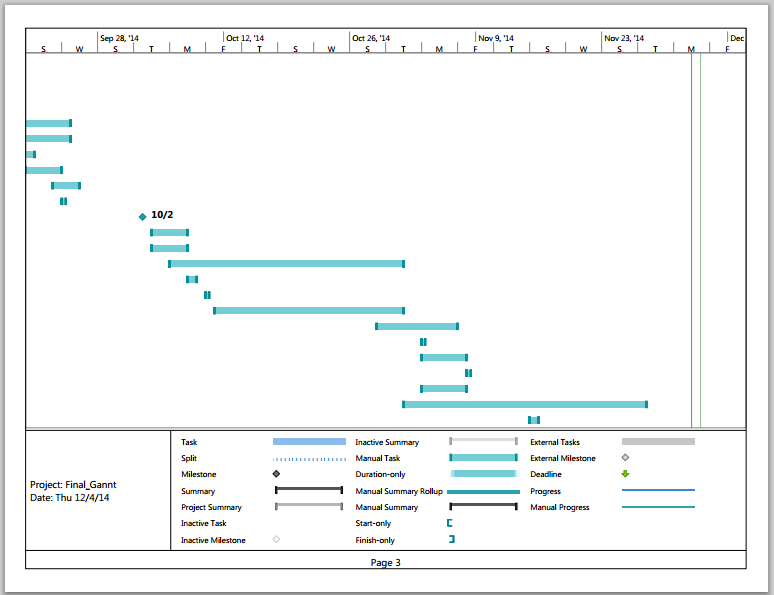 Sep 28, '14 Oct 12, '14 Oct 26, '14 Nov 9, '14 Nov 23, '14 Dec
S W S T M F T S W S T M F T S W S T M F
10/2
Project: Final_Gannt
Date: Thu 12/4/14
Task
Split
Milestone
Summary
Project Summary
Inactive Task
Inactive Milestone
Inactive Summary
Manual Task
Duration-only
Manual Summary Rollup
Manual Summary
Start-only
Finish-only
External Tasks
External Milestone
Deadline
Progress
Manual Progress
Page 3